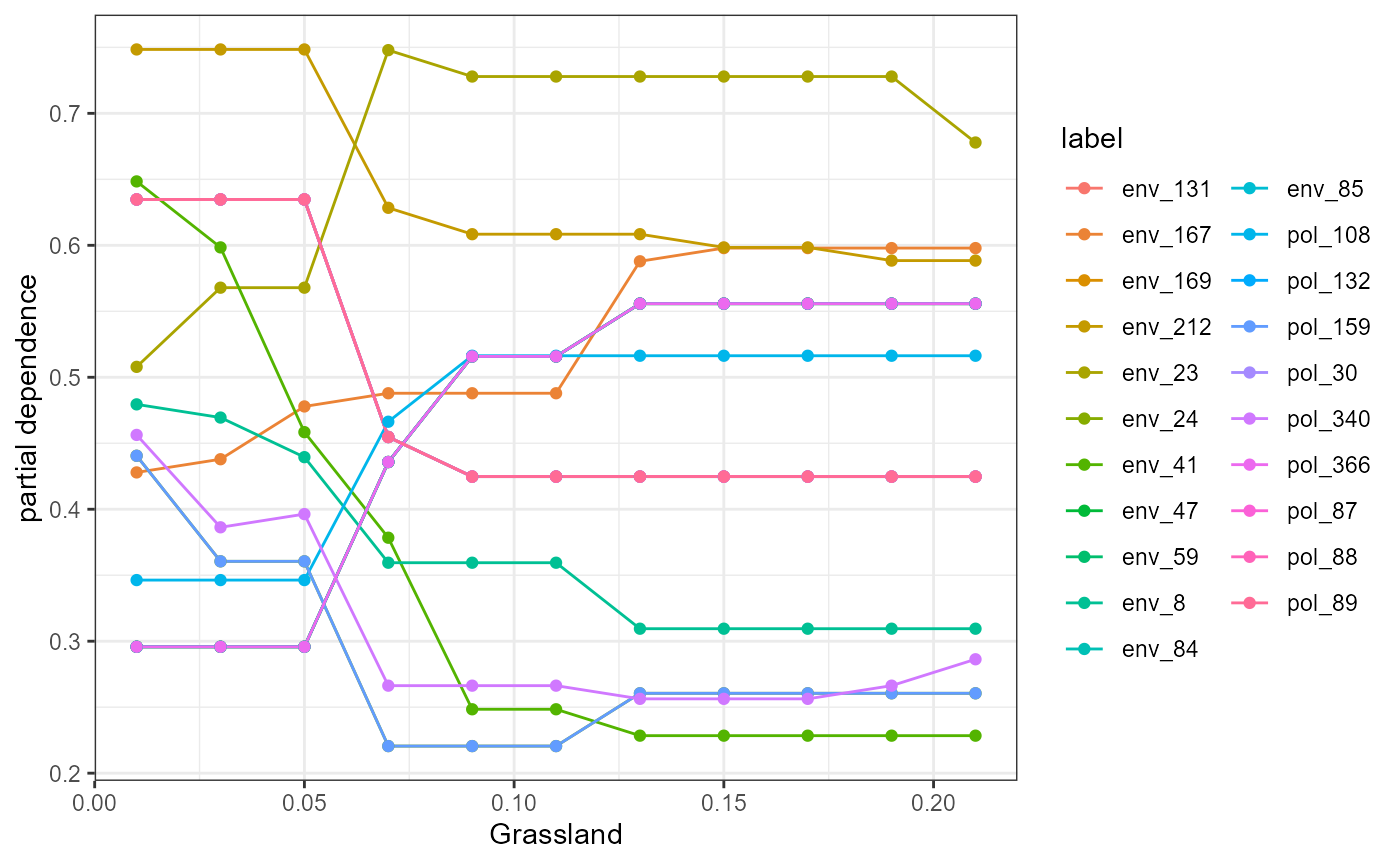 0.7
0.6
0.5
0.4
0.3
0.2
partial dependence
0.00 0.05 0.10 0.15 0.20
Grassland
label
env_131 env_85
env_167 pol_108
env_169 pol_132
env_212 pol_159
env_23 pol_30
env_24 pol_340
env_41 pol_366
env_47 pol_87
env_59 pol_88
env_8 pol_89
env_84